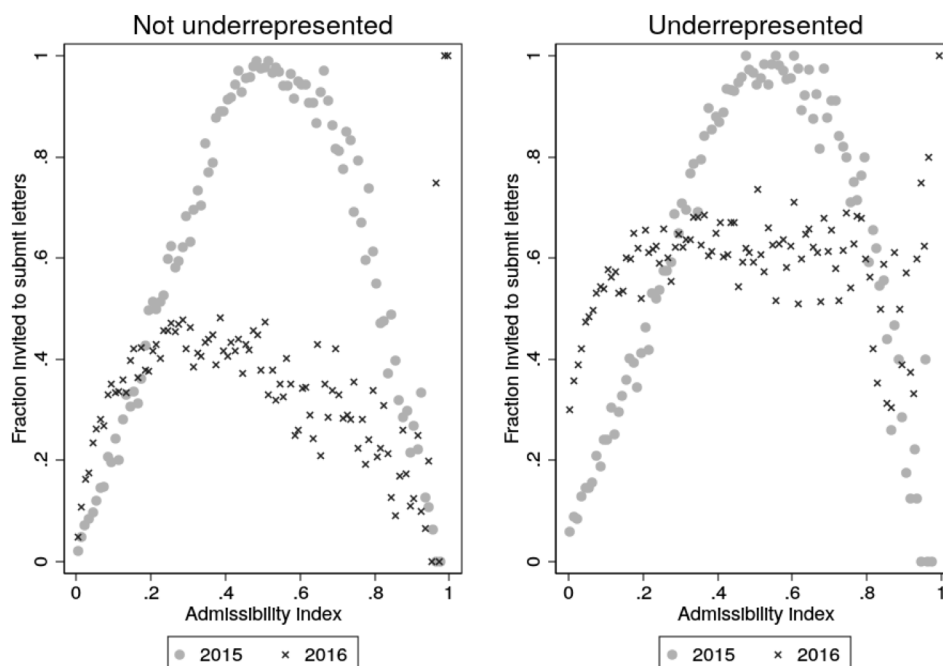 Not underrepresented
Fraction Invited to submit letters
1
.8
.6
.4
.2
0
0 .2 .4 .6 .8 1
Admissibility Index
2015 2016
Underrepresented
Fraction Invited to submit letters
1
.8
.6
.4
.2
0
0 .2 .4 .6 .8 1
Admissibility Index
2015 2016